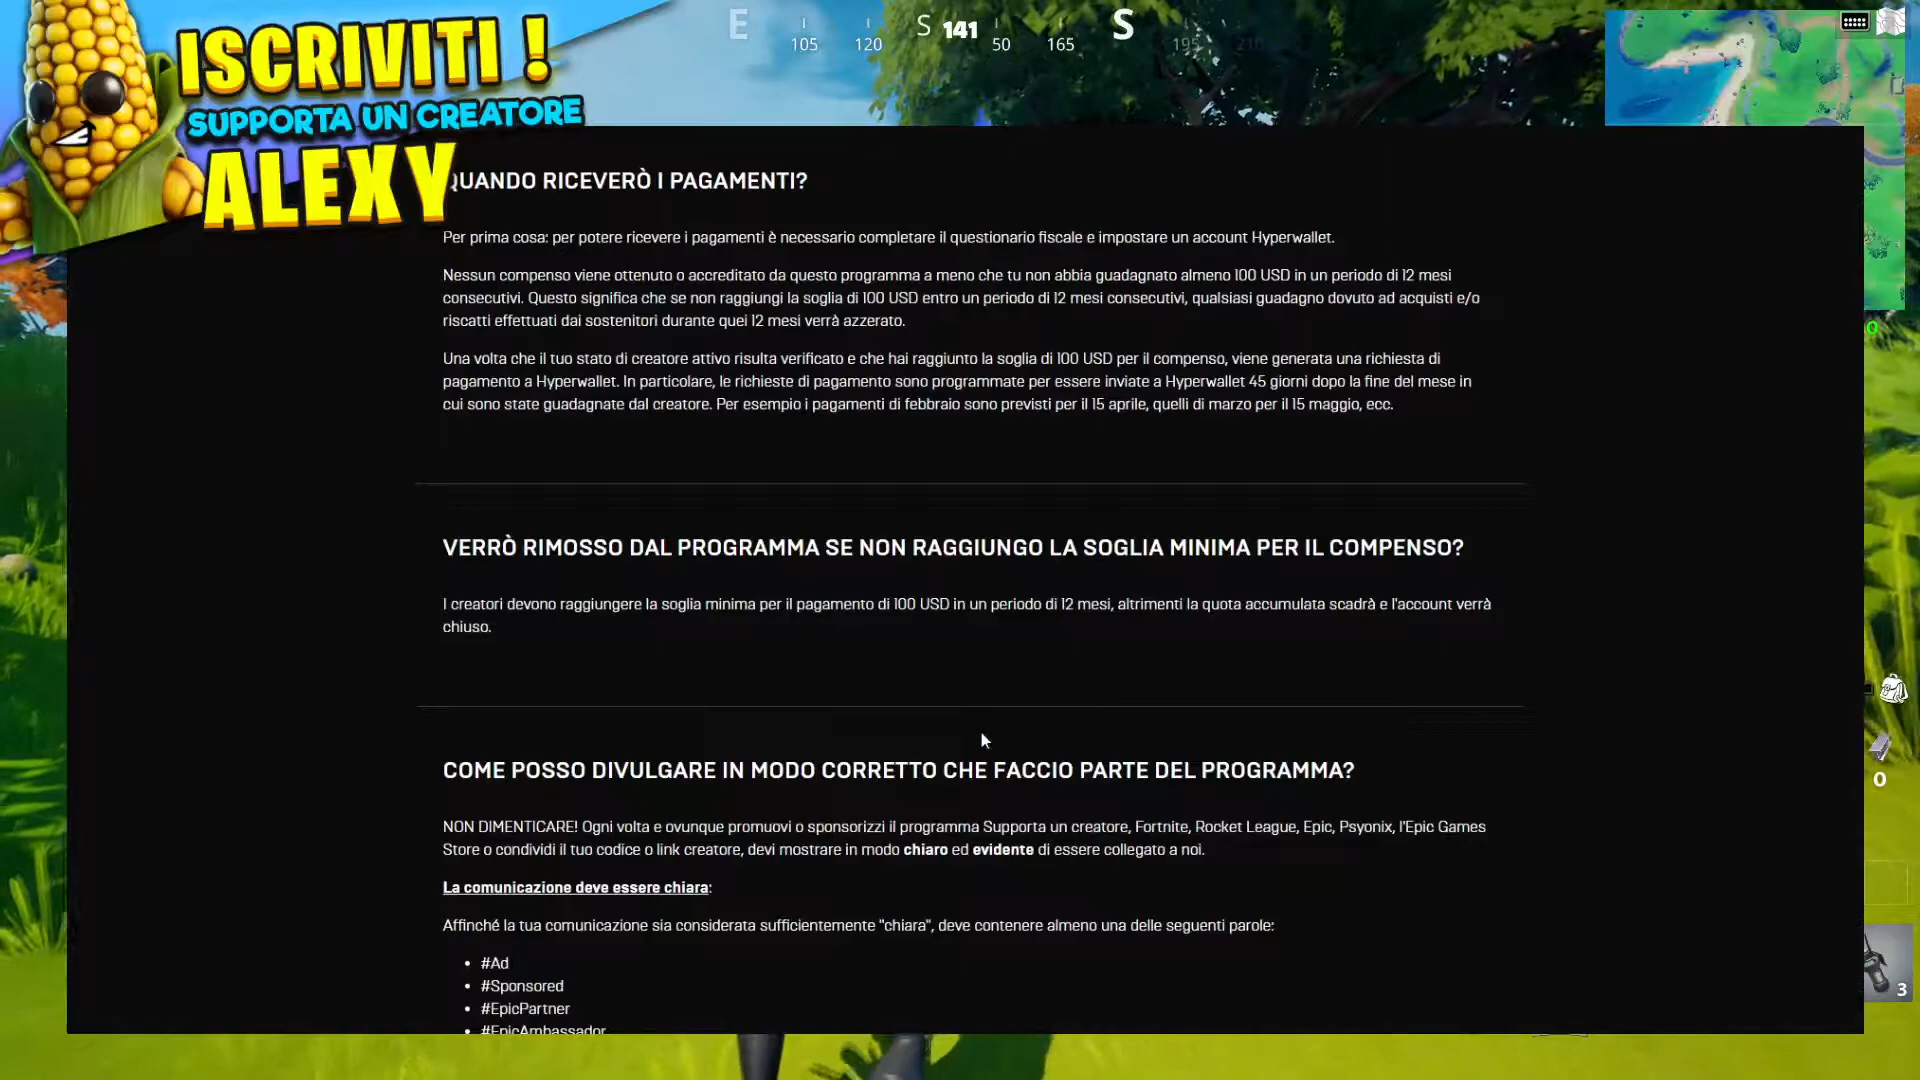 ISCRIVITI !
SUPPORTA UN CREATORE
ALEXY
E
105
120
S
141
50
165
S
195
210
QUANDO RICEVERÒ I PAGAMENTI?
Per prima cosa: per potere ricevere i pagamenti è necessario completare il questionario fiscale e impostare un account Hyperwallet.
Nessun compenso viene ottenuto o accreditato da questo programma a meno che tu non abbia guadagnato almeno 100 USD in un periodo di 12 mesi
consecutivi. Questo significa che se non raggiungi la soglia di 100 USD entro un periodo di 12 mesi consecutivi, qualsiasi guadagno dovuto ad acquisti e/o
riscatti effettuati dai sostenitori durante quei 12 mesi verrà azzerato.
Una volta che il tuo stato di creatore attivo risulta verificato e che hai raggiunto la soglia di 100 USD per il compenso, viene generata una richiesta di
pagamento a Hyperwallet. In particolare, le richieste di pagamento sono programmate per essere inviate a Hyperwallet 45 giorni dopo la fine del mese in
cui sono state guadagnate dal creatore. Per esempio i pagamenti di febbraio sono previsti per il 15 aprile, quelli di marzo per il 15 maggio, ecc.
VERRÒ RIMOSSO DAL PROGRAMMA SE NON RAGGIUNGO LA SOGLIA MINIMA PER IL COMPENSO?
I creatori devono raggiungere la soglia minima per il pagamento di 100 USD in un periodo di 12 mesi, altrimenti la quota accumulata scadrà e l'account verrà
chiuso.
COME POSSO DIVULGARE IN MODO CORRETTO CHE FACCIO PARTE DEL PROGRAMMA?
NON DIMENTICARE! Ogni volta e ovunque promuovi o sponsorizzi il programma Supporta un creatore, Fortnite, Rocket League, Epic, Psyonix, l'Epic Games
Store o condividi il tuo codice o link creatore, devi mostrare in modo chiaro ed evidente di essere collegato a noi.
La comunicazione deve essere chiara:
Affinché la tua comunicazione sia considerata sufficientemente "chiara", deve contenere almeno una delle seguenti parole:
• #Ad
• #Sponsored
• #EpicPartner
• #EpicAmbassador
0
3